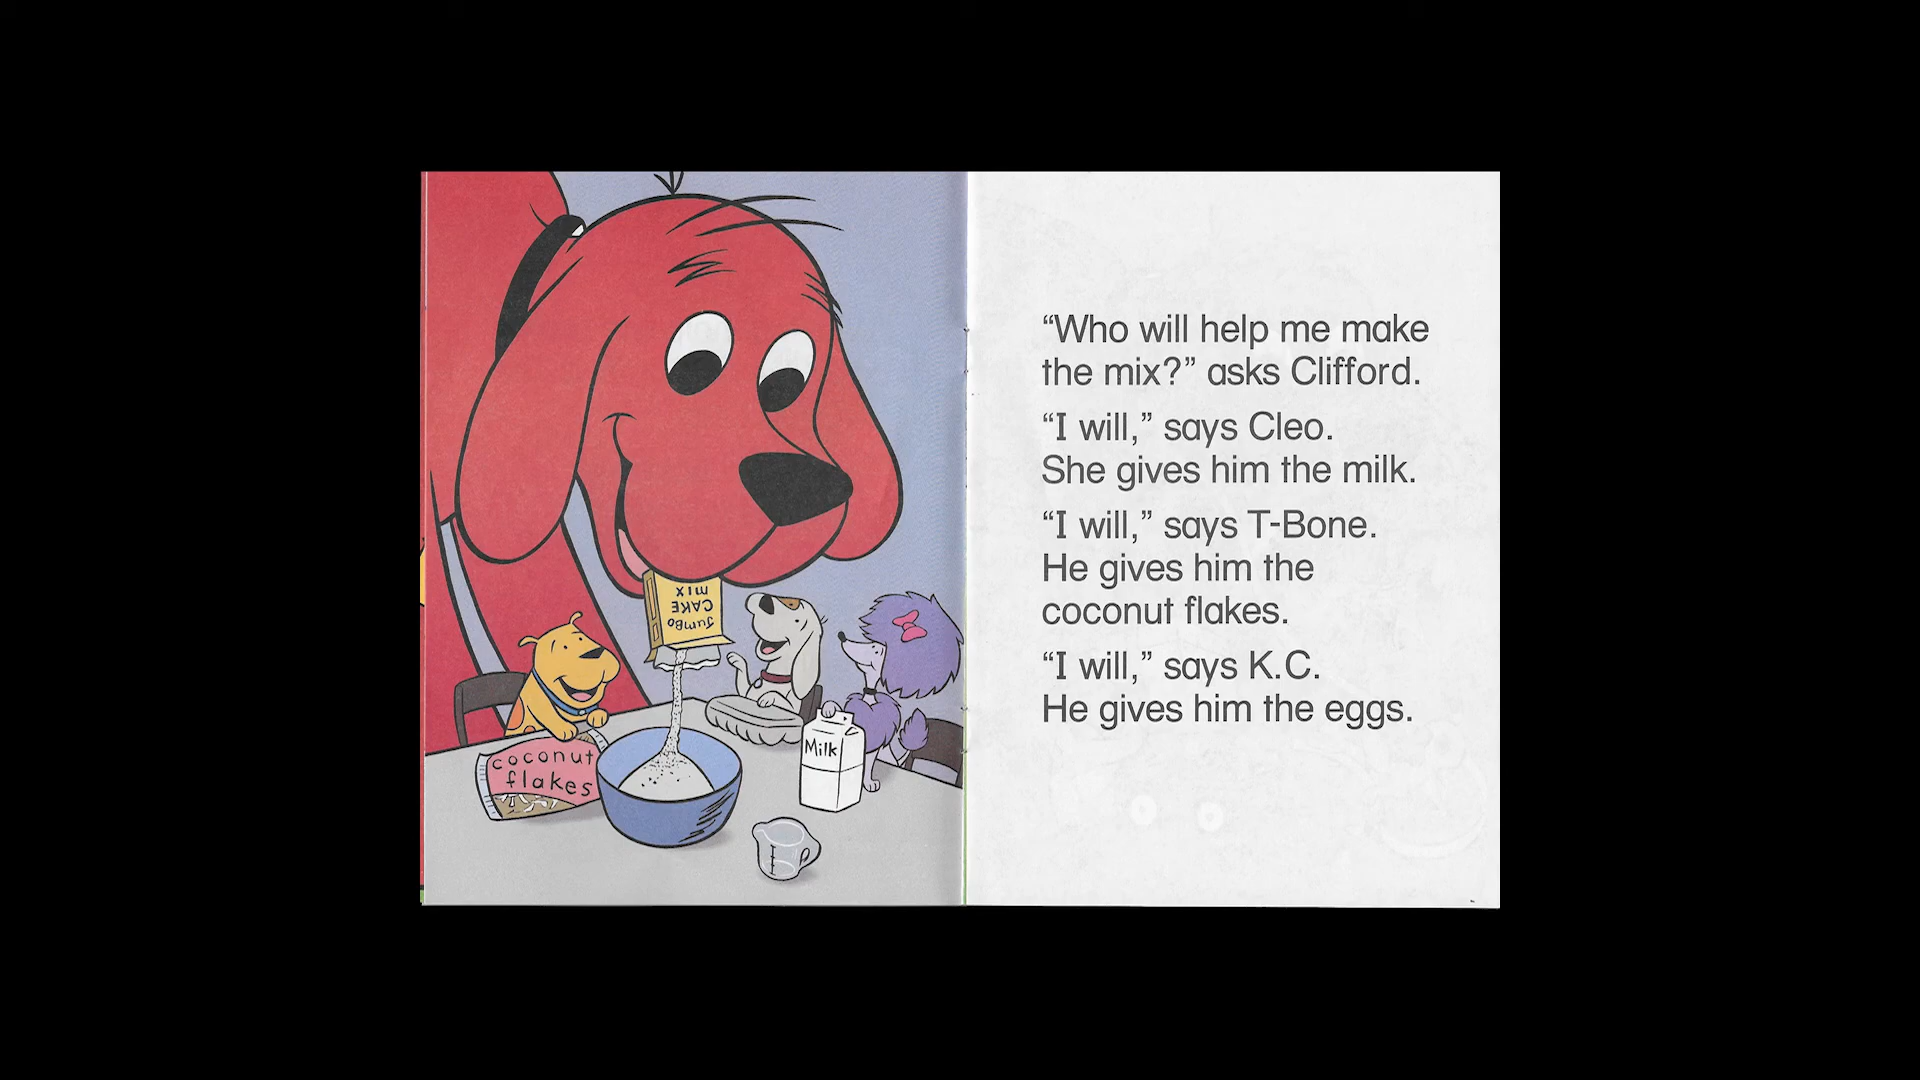 Jumbo
CAKE
MIX
coconut
flakes
Milk
“Who will help me make
the mix?” asks Clifford.
“I will,” says Cleo.
She gives him the milk.
“I will,” says T-Bone.
He gives him the
coconut flakes.
“I will,” says K.C.
He gives him the eggs.